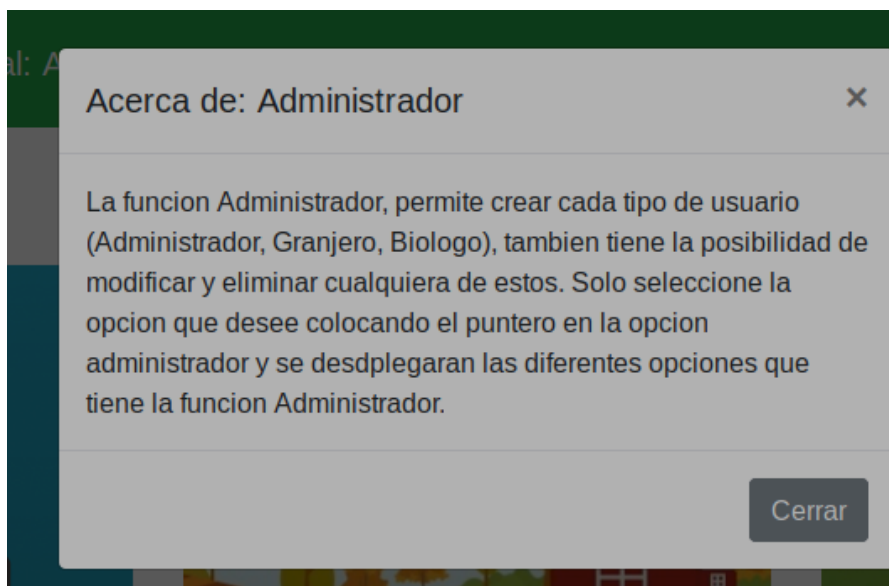 al: A
Acerca de: Administrador
×
La funcion Administrador, permite crear cada tipo de usuario
(Administrador, Granjero, Biologo), tambien tiene la posibilidad de
modificar y eliminar cualquiera de estos. Solo seleccione la
opcion que desee colocando el puntero en la opcion
administrador y se desdplegaran las diferentes opciones que
tiene la funcion Administrador.
Cerrar